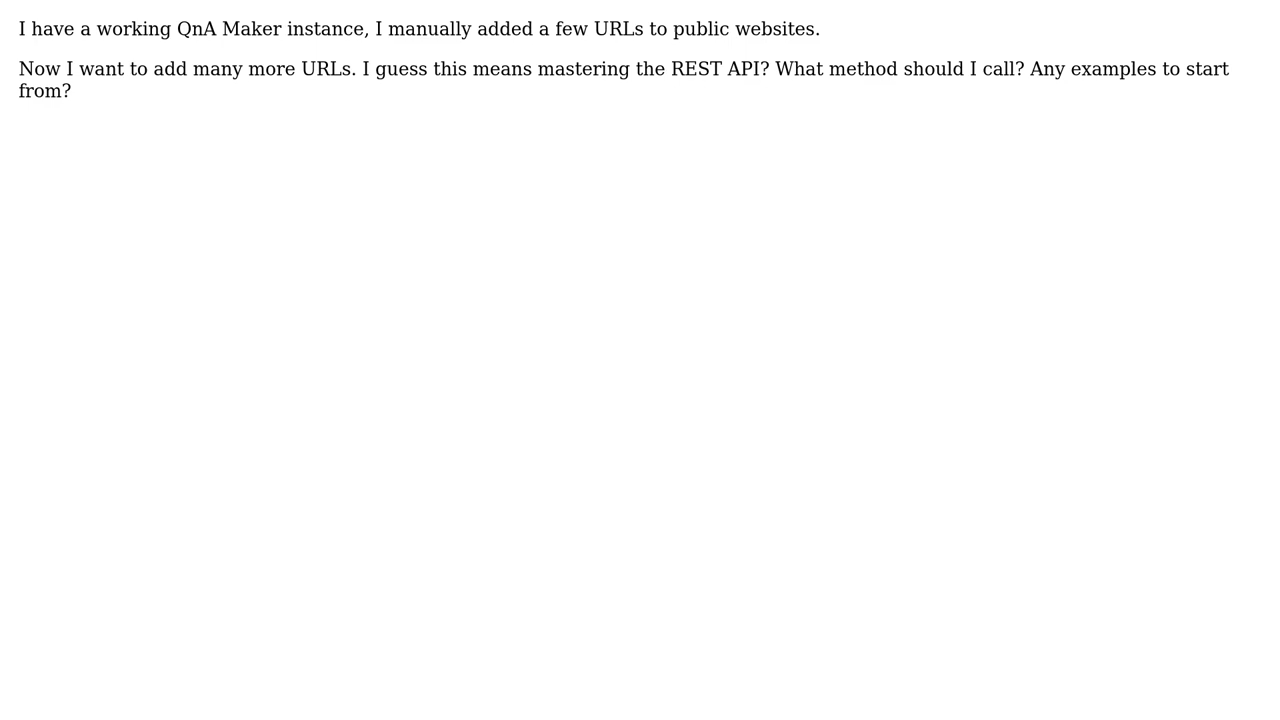 I have a working QnA Maker instance, I manually added a few URLs to public websites.
Now I want to add many more URLs. I guess this means mastering the REST API? What method should I call? Any examples to start
from?